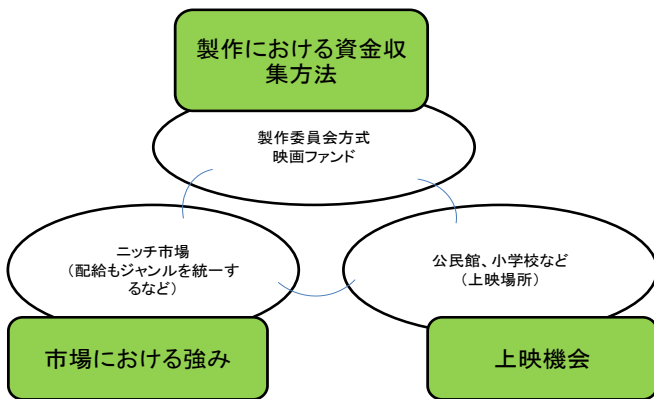 製作における資金収
集方法
製作委員会方式
映画ファンド
ニッチ市場
（配給もジャンルを統一す
るなど）
公民館、小学校など
（上映場所）
市場における強み
上映機会